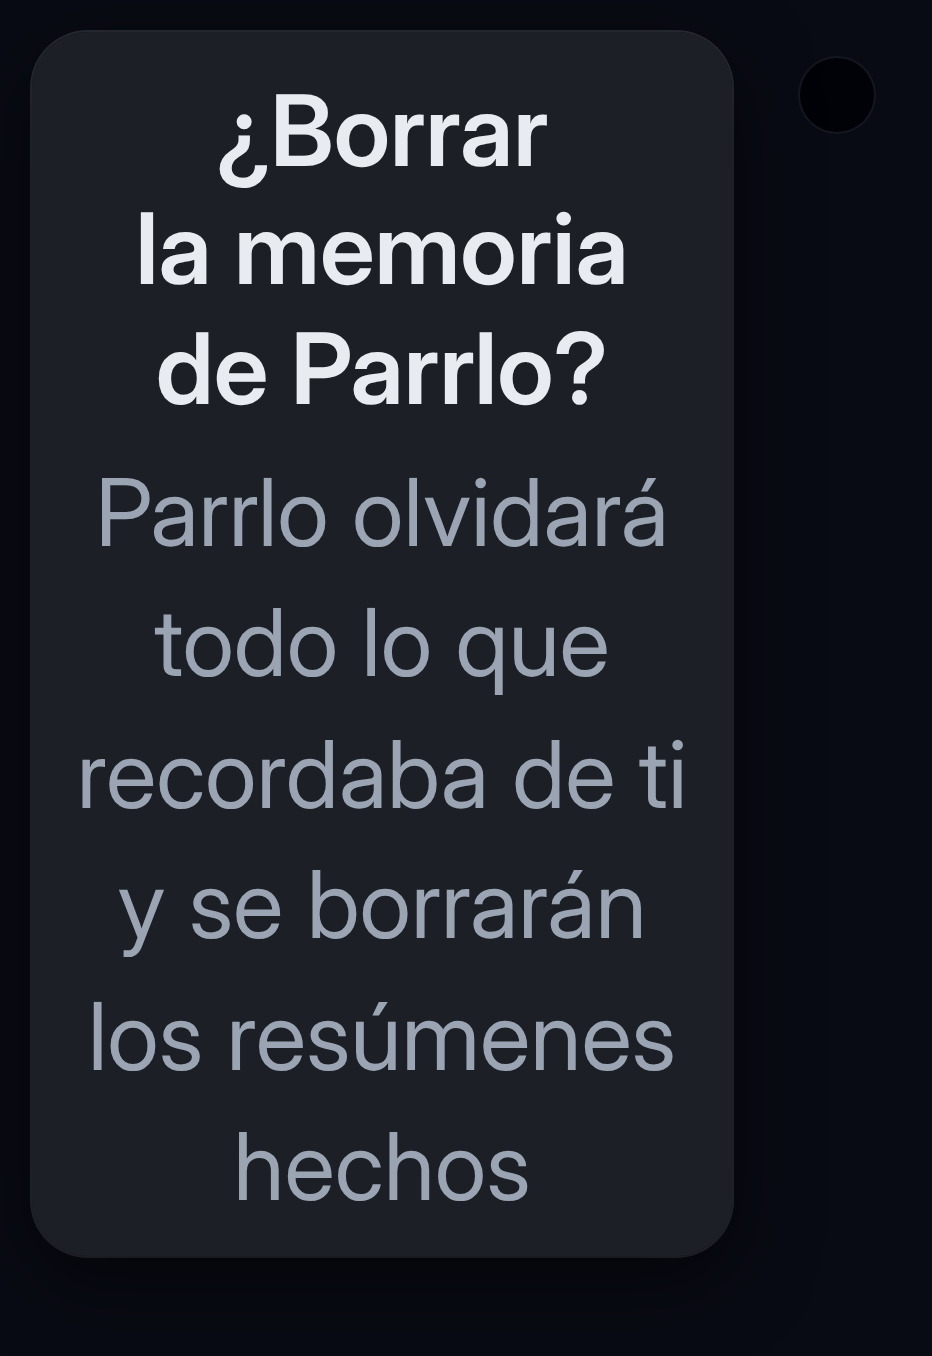 ¿Borrar
la memoria
de Parrlo?
Parrlo olvidará
todo lo que
recordaba de ti
y se borrarán
los resúmenes
hechos